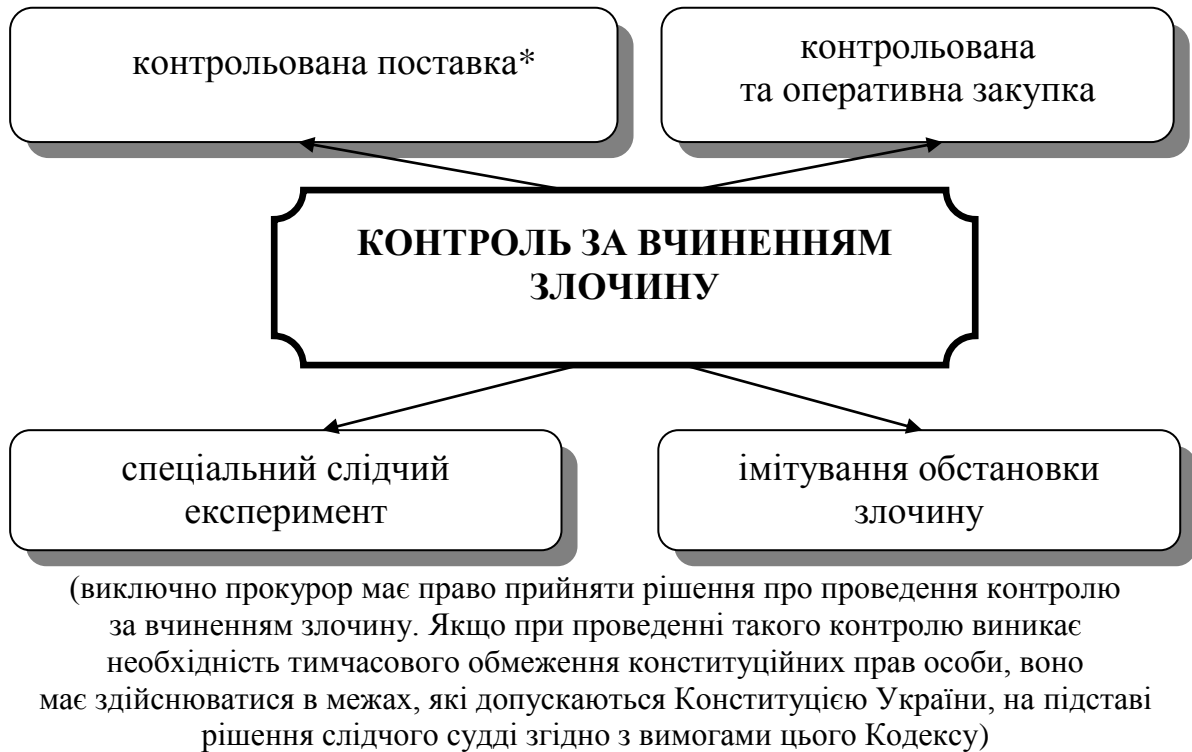 контрольована поставка*
контрольована
та оперативна закупка
КОНТРОЛЬ ЗА ВЧИНЕННЯМ
ЗЛОЧИНУ
спеціальний слідчий
експеримент
імітування обстановки
злочину
(виключно прокурор має право прийняти рішення про проведення контролю
за вчиненням злочину. Якщо при проведенні такого контролю виникає
необхідність тимчасового обмеження конституційних прав особи, воно
має здійснюватися в межах, які допускаються Конституцією України, на підставі
рішення слідчого судді згідно з вимогами цього Кодексу)